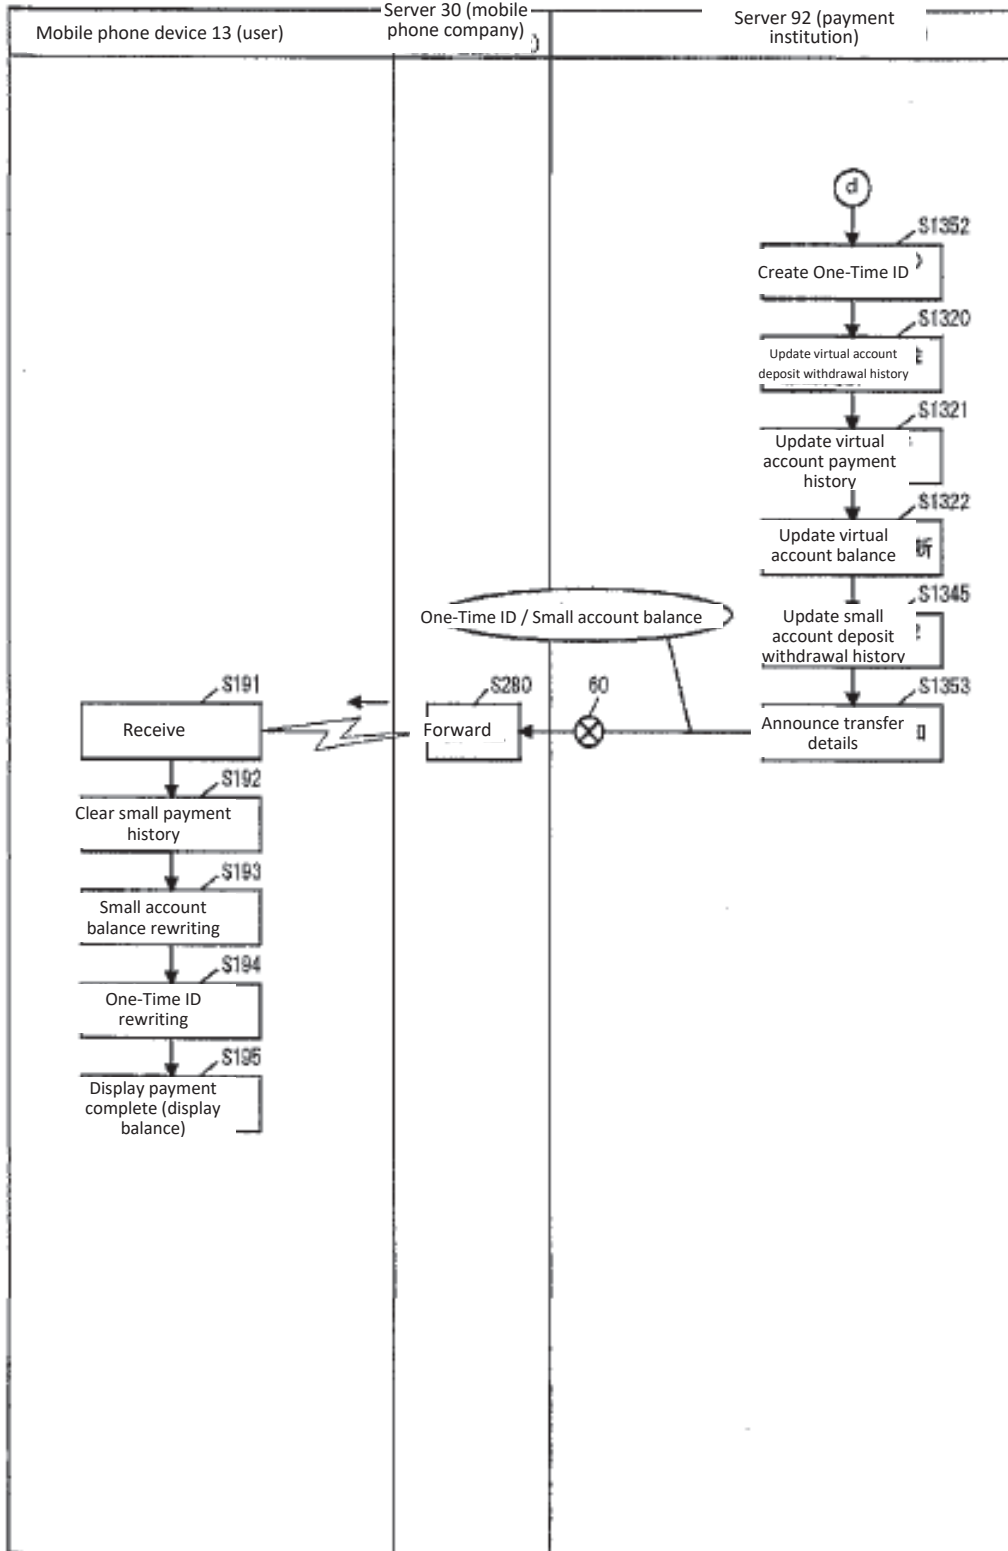 Mobile phone device 13 (user)
Server 30 (mobile
phone company)
Server 92 (payment
institution)
d
S1352
Create One-Time ID
S1320
Update virtual account
deposit withdrawal history
S1321
Update virtual
account payment
history
S1322
Update virtual
account balance
新
S1345
One-Time ID / Small account balance
Update small
account deposit
withdrawal history
S191
S280
60
S1353
Receive
Forward
Announce transfer
details
S192
Clear small payment
history
S193
Small account
balance rewriting
S194
One-Time ID
rewriting
S195
Display payment
complete (display
balance)